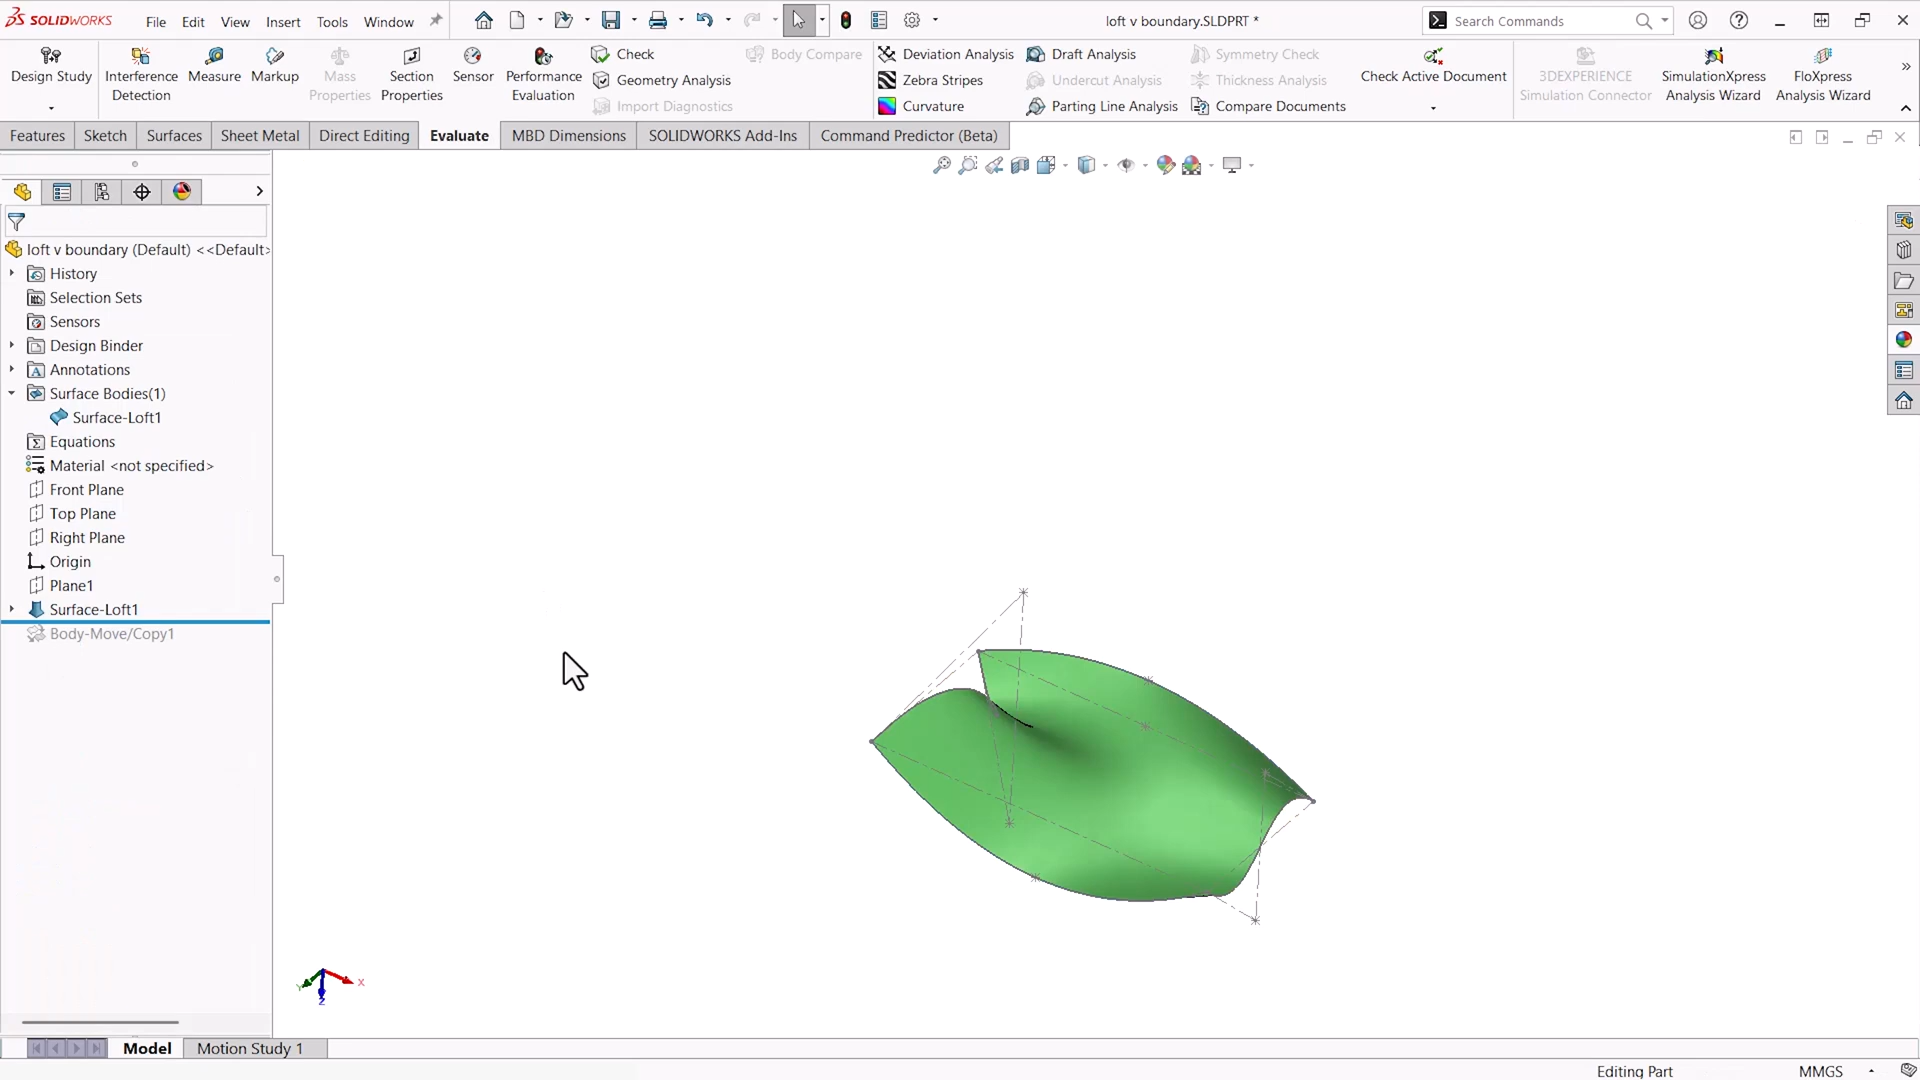 SOLIDWORKS File Edit View Insert Tools Window loft v boundary.SLDPRT * Search Commands
Design Study Interference Detection Measure Markup Mass Properties Section Properties Sensor Performance Evaluation
Check Body Compare
Geometry Analysis
Import Diagnostics
Deviation Analysis Draft Analysis Symmetry Check
Zebra Stripes Undercut Analysis Thickness Analysis
Curvature Parting Line Analysis Compare Documents
Check Active Document 3DEXPERIENCE Simulation Connector SimulationXpress Analysis Wizard FloXpress Analysis Wizard
Features Sketch Surfaces Sheet Metal Direct Editing Evaluate MBD Dimensions SOLIDWORKS Add-Ins Command Predictor (Beta)
loft v boundary (Default) <<Default>
History
Selection Sets
Sensors
Design Binder
Annotations
Surface Bodies(1)
Surface-Loft1
Equations
Material <not specified>
Front Plane
Top Plane
Right Plane
Origin
Plane1
Surface-Loft1
Body-Move/Copy1
X
Y
Z
Model Motion Study 1
Editing Part MMGS